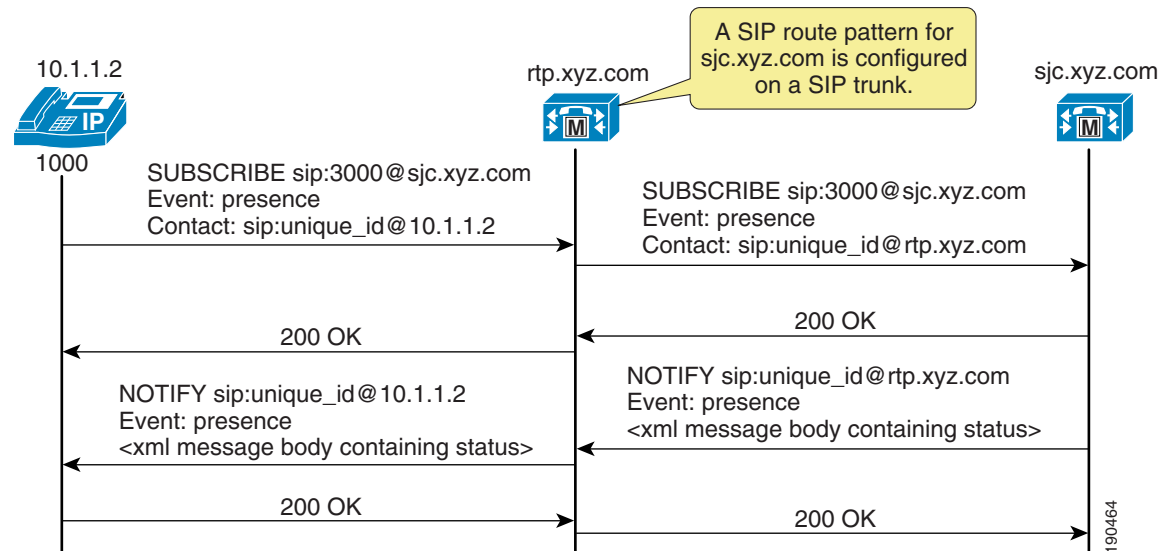 A SIP route pattern for
sjc.xyz.com is configured
on a SIP trunk.
10.1.1.2
rtp.xyz.com
sjc.xyz.com
IP
M
M
1000
SUBSCRIBE sip:3000@sjc.xyz.com
Event: presence
Contact: sip:unique_id@10.1.1.2
SUBSCRIBE sip:3000@sjc.xyz.com
Event: presence
Contact: sip:unique_id@rtp.xyz.com
200 OK
200 OK
NOTIFY sip:unique_id@10.1.1.2
Event: presence
<xml message body containing status>
NOTIFY sip:unique_id@rtp.xyz.com
Event: presence
<xml message body containing status>
200 OK
200 OK
190464